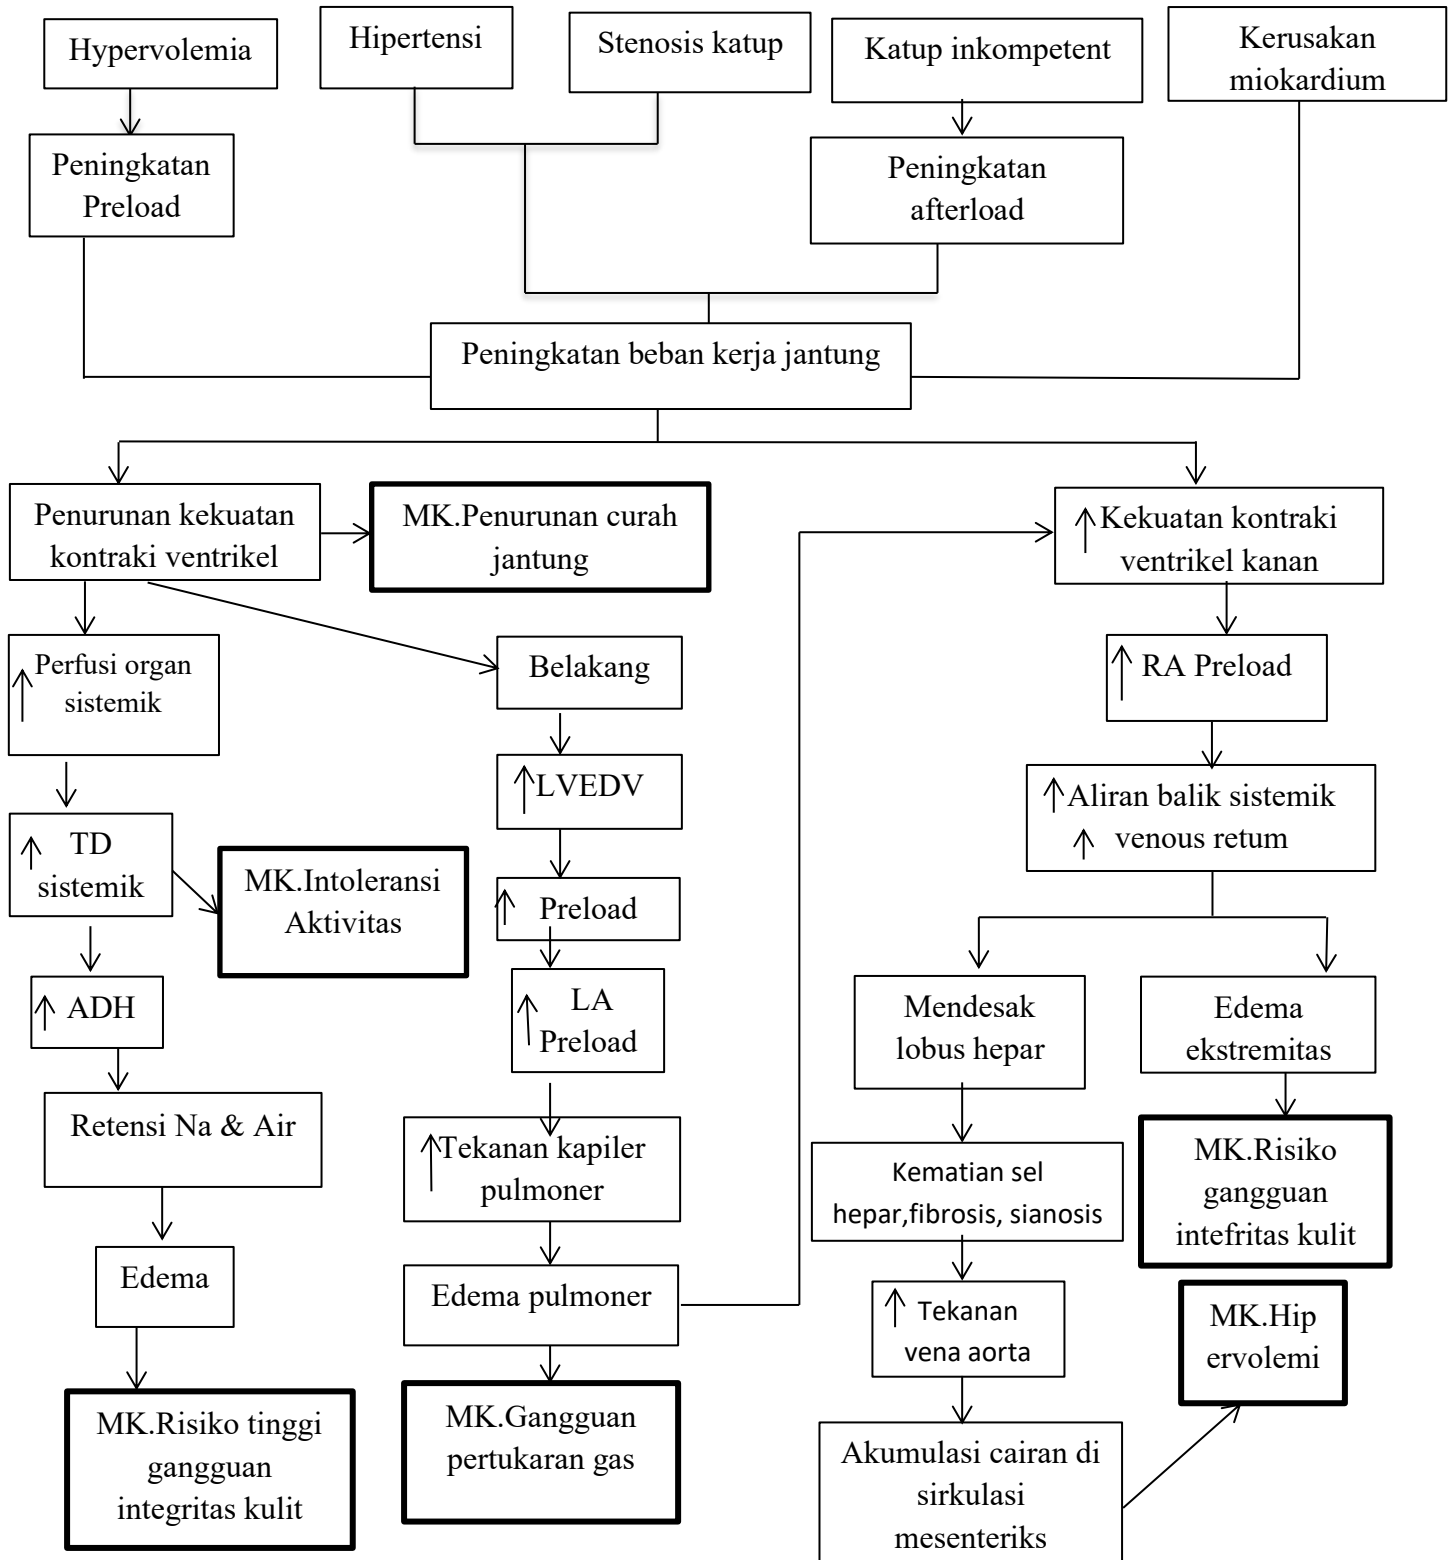 Hypervolemia
Hipertensi
Stenosis katup
Katup inkompetent
Kerusakan
miokardium
Peningkatan
Preload
Peningkatan
afterload
Peningkatan beban kerja jantung
Penurunan kekuatan
kontraki ventrikel
MK.Penurunan curah
jantung
↑Kekuatan kontraki
ventrikel kanan
↑ Perfusi organ
sistemik
Belakang
↑ RA Preload
↑LVEDV
↑Aliran balik sistemik
↑ venous retum
↑ TD
sistemik
MK.Intoleransi
Aktivitas
↑ Preload
↑ ADH
↑ LA
Preload
Mendesak
lobus hepar
Edema
ekstremitas
Retensi Na & Air
↑Tekanan kapiler
pulmoner
Kematian sel
hepar,fibrosis, sianosis
MK.Risiko
gangguan
intefritas kulit
Edema
Edema pulmoner
↑ Tekanan
vena aorta
MK.Hip
ervolemi
MK.Risiko tinggi
gangguan
integritas kulit
MK.Gangguan
pertukaran gas
Akumulasi cairan di
sirkulasi
mesenteriks